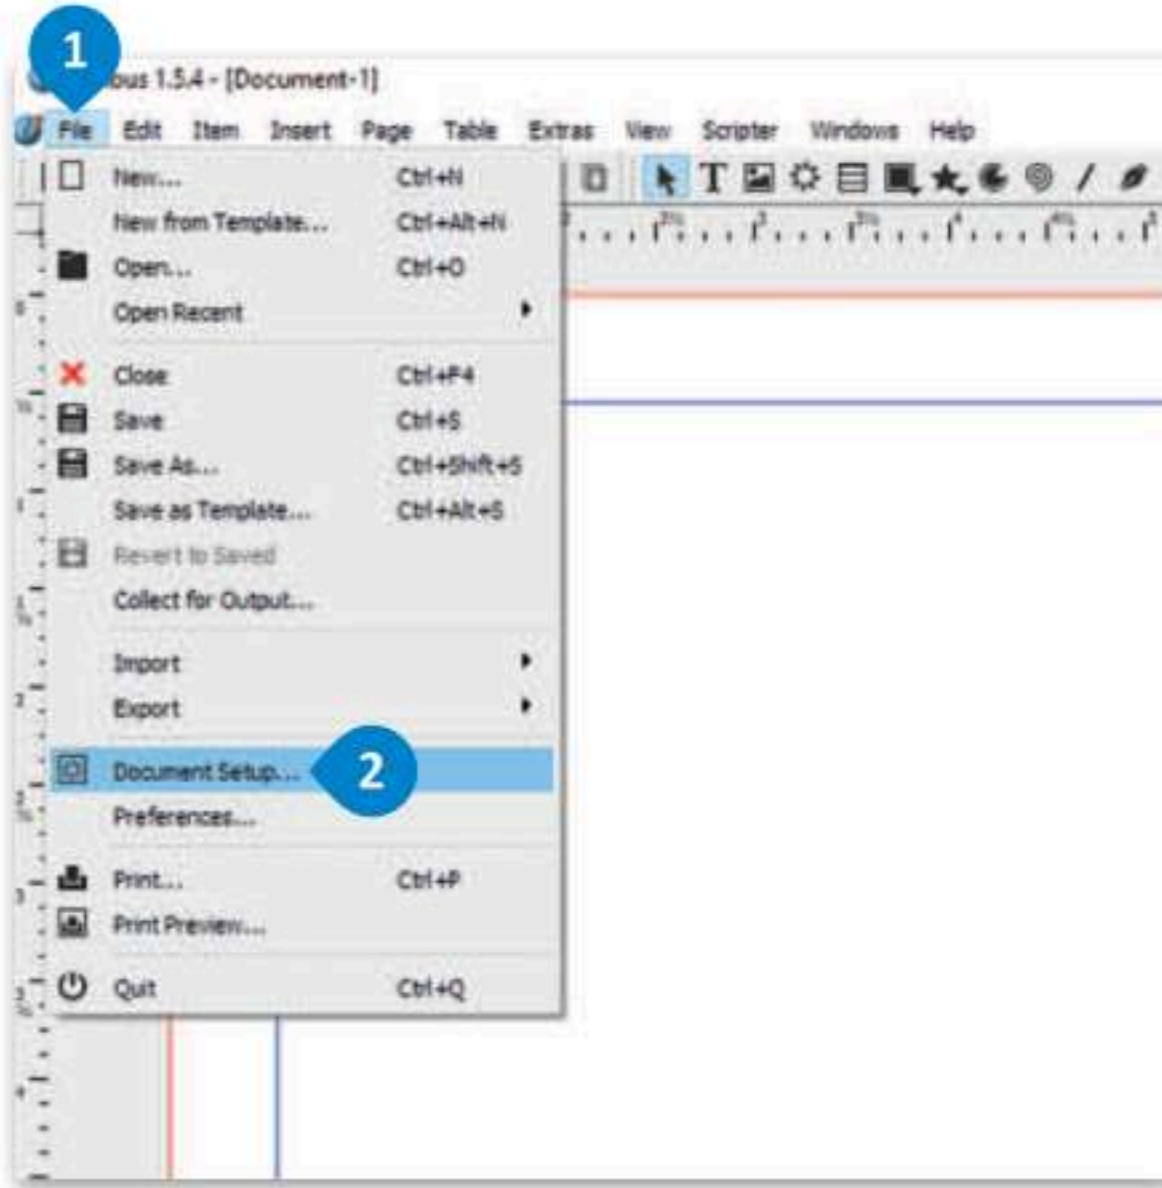 1
ous 1.5.4 - [Document-1]
File Edit Item Insert Page Table Extras View Scripter Windows Help
New... Ctrl+N
New from Template... Ctrl+Alt+N
Open... Ctrl+O
Open Recent
Close Ctrl+F4
Save Ctrl+S
Save As... Ctrl+Shift+S
Save as Template... Ctrl+Alt+S
Revert to Saved
Collect for Output...
Import
Export
Document Setup... 2
Preferences...
Print... Ctrl+P
Print Preview...
Quit Ctrl+Q